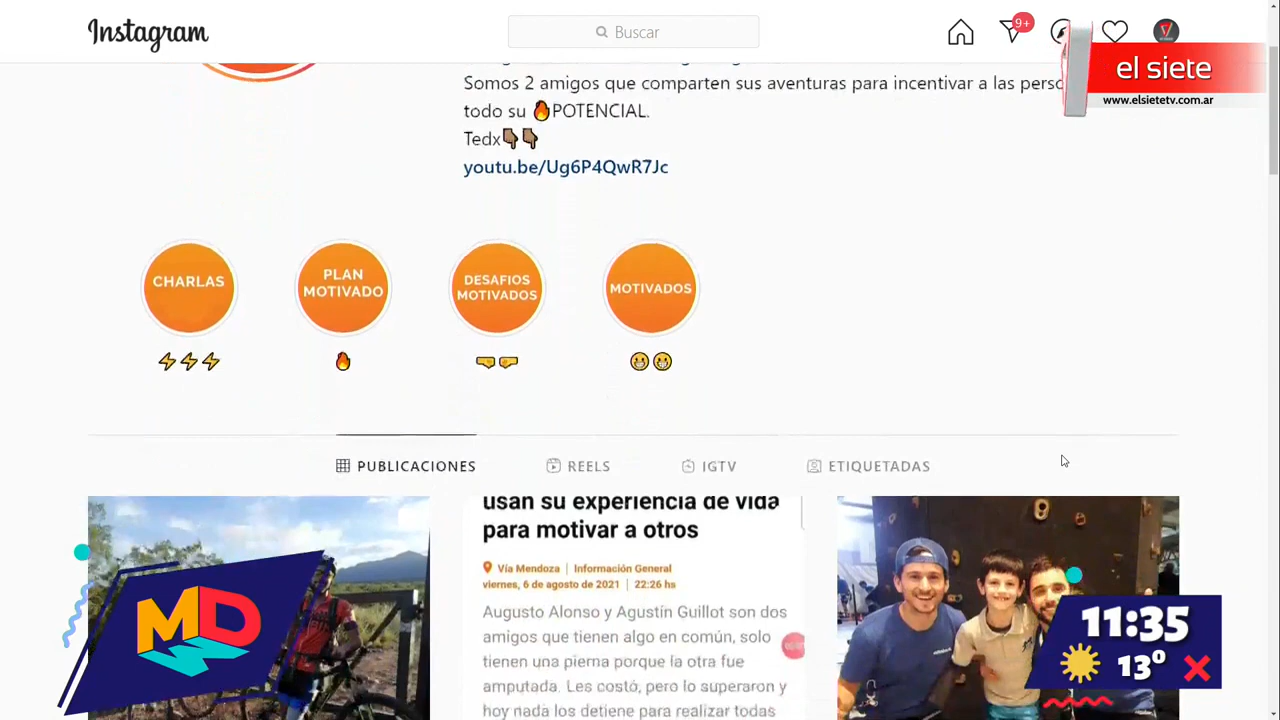 Instagram
Buscar
9+
el siete
www.elsietetv.com.ar
Somos 2 amigos que comparten sus aventuras para incentivar a las
todo su 🔥POTENCIAL.
Tedx👇🏽👇🏽
youtu.be/Ug6P4QwR7Jc
CHARLAS
PLAN
MOTIVADO
DESAFIOS
MOTIVADOS
MOTIVADOS
⚡⚡⚡
🔥
🤜🤛
😀😀
PUBLICACIONES
REELS
IGTV
ETIQUETADAS
usan su experiencia de vida
para motivar a otros
Vía Mendoza | Información General
viernes, 6 de agosto de 2021 | 22:26 hs
Augusto Alonso y Agustín Guillot son dos
amigos que tienen algo en común, solo
tienen una pierna porque la otra fue
amputada. Les costó, pero lo superaron y
hoy nada los detiene para realizar todas
MD
11:35
13º